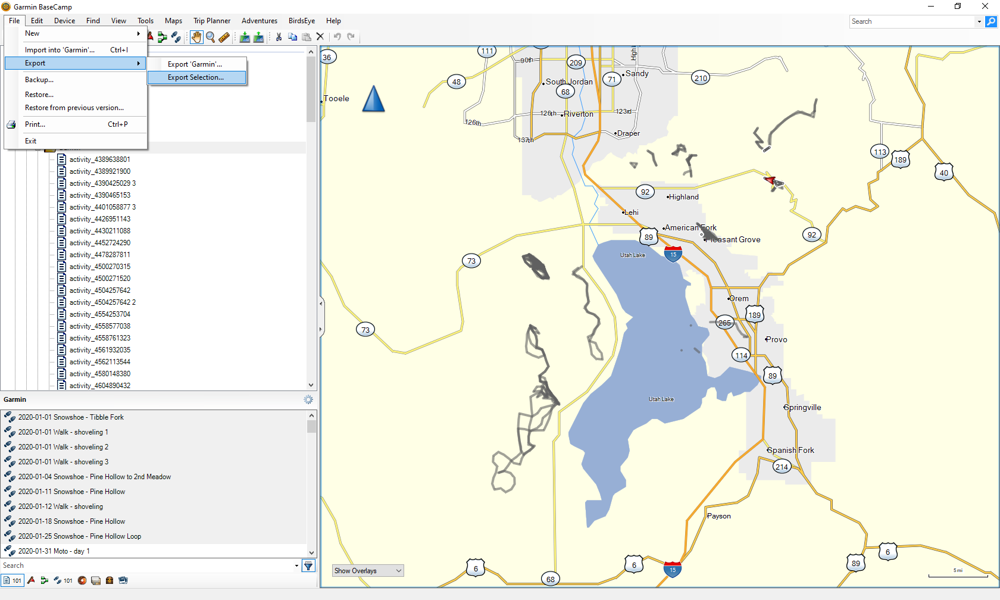 Garmin BaseCamp
File Edit Device Find View Tools Maps Trip Planner Adventures BirdsEye Help
Search
New
Import into 'Garmin'... Ctrl+I
Export
Export 'Garmin'...
Export Selection...
Backup...
Restore...
Restore from previous version...
Print... Ctrl+P
Exit
activity_4389638801
activity_4389921900
activity_4390425029 3
activity_4390465153
activity_4401058877 3
activity_4426951143
activity_4430211088
activity_4452724290
activity_4478287811
activity_4500270315
activity_4500271520
activity_4504257642
activity_4504257642 2
activity_4554253704
activity_4558577038
activity_4558761323
activity_4561932035
activity_4562113544
activity_4580148380
activity_4604890432
Garmin
2020-01-01 Snowshoe - Tibble Fork
2020-01-01 Walk - shoveling 1
2020-01-01 Walk - shoveling 2
2020-01-01 Walk - shoveling 3
2020-01-04 Snowshoe - Pine Hollow to 2nd Meadow
2020-01-11 Snowshoe - Pine Hollow
2020-01-12 Walk - shoveling
2020-01-18 Snowshoe - Pine Hollow
2020-01-25 Snowshoe - Pine Hollow Loop
2020-01-31 Moto - day 1
Search
101
101
36
111
90th
209
48
South Jordan
71
Sandy
210
68
Tooele
126th
Riverton
123rd
126th
Draper
137th
113
189
40
92
Highland
Lehi
American Fork
89
Pleasant Grove
92
15
Utah Lake
73
Orem
189
265
73
Provo
114
89
Utah Lake
Springville
Spanish Fork
214
Payson
6
89
6
6
15
68
Show Overlays
5 mi